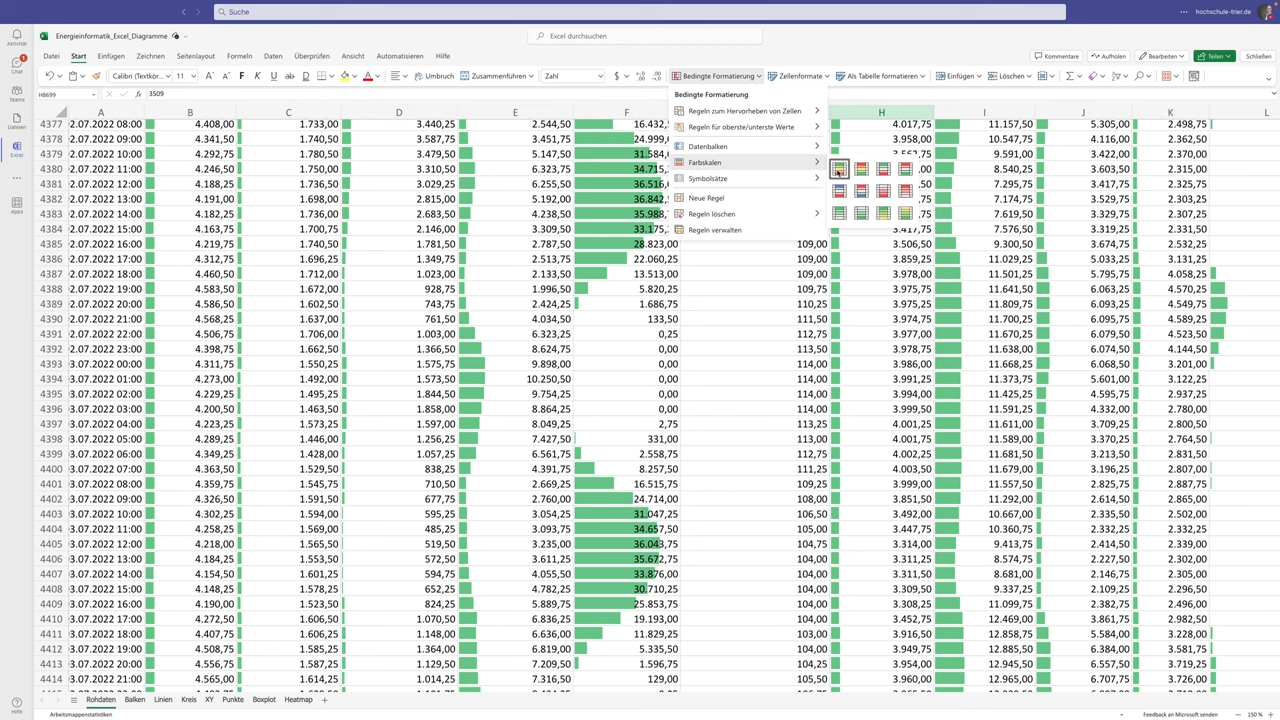 Suche
hochschule-trier.de
Energieinformatik_Excel_Diagramme
Excel durchsuchen
Datei Start Einfügen Zeichnen Seitenlayout Formeln Daten Überprüfen Ansicht Automatisieren Hilfe
Kommentare Aufholen Bearbeiten Teilen Schließen
Calibri (Textkör... 11 F K U ab Umbruch Zusammenführen Zahl Bedingte Formatierung Zellenformate Als Tabelle formatieren Einfügen Löschen
H8699 3509
Aktivität
Chat
Teams
Dateien
Excel
Apps
Hilfe
Bedingte Formatierung
Regeln zum Hervorheben von Zellen
Regeln für oberste/unterste Werte
Datenbalken
Farbskalen
Symbolsätze
Neue Regel
Regeln löschen
Regeln verwalten
A B C D E F H I J K L
4377 2.07.2022 08:0 4.408,00 1.733,00 3.440,25 2.544,50 16.432, 4.017,75 11.157,50 5.305,00 2.498,75
4378 2.07.2022 09:00 4.341,50 1.744,00 3.450,50 3.907,50 24.999, 3.958,00 10.547,75 4.116,00 2.362,50
4379 2.07.2022 10:00 4.292,75 1.780,50 3.479,50 5.147,50 31.584, 3.562,75 9.591,00 3.342,00 2.370,00
4380 2.07.2022 11:00 4.246,50 1.750,00 3.310,50 5.952,50 34.715, ,00 8.540,25 3.603,50 2.354,75
4381 2.07.2022 12:00 4.188,25 1.736,50 3.029,25 6.255,00 36.516, ,00 7.295,75 3.417,75 2.325,75
4382 2.07.2022 13:00 4.198,00 1.714,00 2.815,00 5.192,00 36.842, ,75 7.174,75 3.529,75 2.309,00
4383 2.07.2022 14:00 4.182,25 1.736,00 2.683,50 4.238,50 35.988, ,75 7.619,50 3.329,25 2.307,25
4384 2.07.2022 15:00 4.164,75 1.700,75 2.146,00 3.309,50 33.175, 3.417,75 7.576,50 3.319,25 2.331,50
4385 2.07.2022 16:00 4.219,75 1.740,50 1.781,50 2.787,50 28.823,00 109,00 3.506,50 9.300,75 3.674,75 2.532,25
4386 2.07.2022 17:00 4.312,75 1.696,25 1.349,75 2.513,75 22.060,25 109,00 3.859,25 11.029,25 5.033,25 3.131,25
4387 2.07.2022 18:00 4.460,50 1.712,00 1.023,00 2.133,50 13.513,00 109,00 3.978,00 11.501,25 5.795,75 4.058,25
4388 2.07.2022 19:00 4.583,50 1.672,00 928,75 1.996,50 5.820,25 109,75 3.975,75 11.641,50 6.063,25 4.570,25
4389 2.07.2022 20:00 4.586,50 1.602,50 743,75 2.424,25 1.686,75 110,25 3.975,25 11.809,75 6.093,25 4.549,75
4390 2.07.2022 21:00 4.568,25 1.637,00 761,50 4.034,50 133,50 111,50 3.974,75 11.700,25 6.095,75 4.589,25
4391 2.07.2022 22:00 4.506,75 1.706,00 1.003,00 6.323,25 0,25 112,75 3.977,00 11.670,25 6.079,50 4.523,50
4392 2.07.2022 23:00 4.398,75 1.662,50 1.366,50 8.624,75 0,00 113,50 3.978,75 11.638,00 6.074,50 4.144,50
4393 3.07.2022 00:00 4.311,75 1.550,25 1.575,75 9.898,00 0,00 114,00 3.986,00 11.668,25 6.068,50 3.201,00
4394 3.07.2022 01:00 4.273,00 1.492,00 1.573,50 10.250,50 0,00 114,00 3.991,25 11.373,75 5.601,00 3.122,25
4395 3.07.2022 02:00 4.229,25 1.495,25 1.844,50 9.754,25 0,00 114,00 3.994,00 11.425,25 4.595,75 2.937,25
4396 3.07.2022 03:00 4.200,50 1.463,50 1.858,00 8.864,25 0,00 114,00 3.999,50 11.591,25 4.332,00 2.780,00
4397 3.07.2022 04:00 4.223,25 1.573,25 1.597,00 8.049,25 2,75 113,25 4.001,25 11.611,00 3.709,50 2.800,50
4398 3.07.2022 05:00 4.289,25 1.446,00 1.256,25 7.427,50 331,00 113,00 4.001,75 11.589,00 3.370,25 2.764,50
4399 3.07.2022 06:00 4.349,25 1.428,00 1.057,25 6.561,75 2.558,75 112,75 4.002,25 11.681,50 3.213,50 2.831,50
4400 3.07.2022 07:00 4.363,50 1.529,50 838,25 4.391,75 8.257,50 111,25 4.003,50 11.679,00 3.196,25 2.807,00
4401 3.07.2022 08:00 4.359,75 1.545,75 710,50 2.669,25 16.515,75 109,25 3.999,00 11.557,75 2.825,75 2.887,75
4402 3.07.2022 09:00 4.326,50 1.591,50 677,75 2.760,00 24.714,00 108,00 3.851,50 11.292,00 2.614,50 2.865,00
4403 3.07.2022 10:00 4.302,25 1.594,00 595,25 3.054,25 31.047,25 106,50 3.492,00 10.667,00 2.335,25 2.502,00
4404 3.07.2022 11:00 4.258,25 1.569,00 485,25 3.093,75 34.657,50 105,00 3.447,75 10.360,75 2.132,50 2.332,25
4405 3.07.2022 12:00 4.218,00 1.565,50 519,50 3.235,00 36.043,75 104,75 3.314,00 9.413,75 2.414,50 2.339,00
4406 3.07.2022 13:00 4.184,25 1.553,50 572,50 3.611,25 35.672,75 104,00 3.311,25 8.574,75 2.227,50 2.302,00
4407 3.07.2022 14:00 4.154,50 1.601,25 594,75 4.055,50 33.876,00 104,00 3.311,50 8.681,00 2.146,75 2.305,00
4408 3.07.2022 15:00 4.148,25 1.578,25 652,25 4.782,25 30.710,25 104,00 3.309,50 9.337,25 2.109,25 2.296,50
4409 3.07.2022 16:00 4.190,00 1.523,50 824,25 5.889,75 25.853,75 104,00 3.308,25 11.099,75 2.382,75 2.496,00
4410 3.07.2022 17:00 4.272,50 1.606,50 1.070,50 6.836,25 19.193,00 104,00 3.452,75 12.469,00 3.861,75 2.982,50
4411 3.07.2022 18:00 4.407,75 1.606,25 1.148,00 6.636,00 11.829,25 103,00 3.916,50 12.858,75 5.584,00 3.228,00
4412 3.07.2022 19:00 4.508,75 1.585,25 1.364,00 6.819,00 5.335,50 104,00 3.949,75 12.885,50 6.384,50 3.581,75
4413 3.07.2022 20:00 4.556,75 1.587,25 1.129,50 7.209,50 1.596,75 104,25 3.954,00 12.945,50 6.557,75 3.719,25
4414 3.07.2022 21:00 4.565,00 1.614,25 1.014,25 7.316,50 129,00 105,50 3.960,00 12.965,00 6.707,75 3.726,00
Rohdaten Balken Linien Kreis XY Punkte Boxplot Heatmap
Arbeitsmappenstatistiken
Feedback an Microsoft senden 150 %